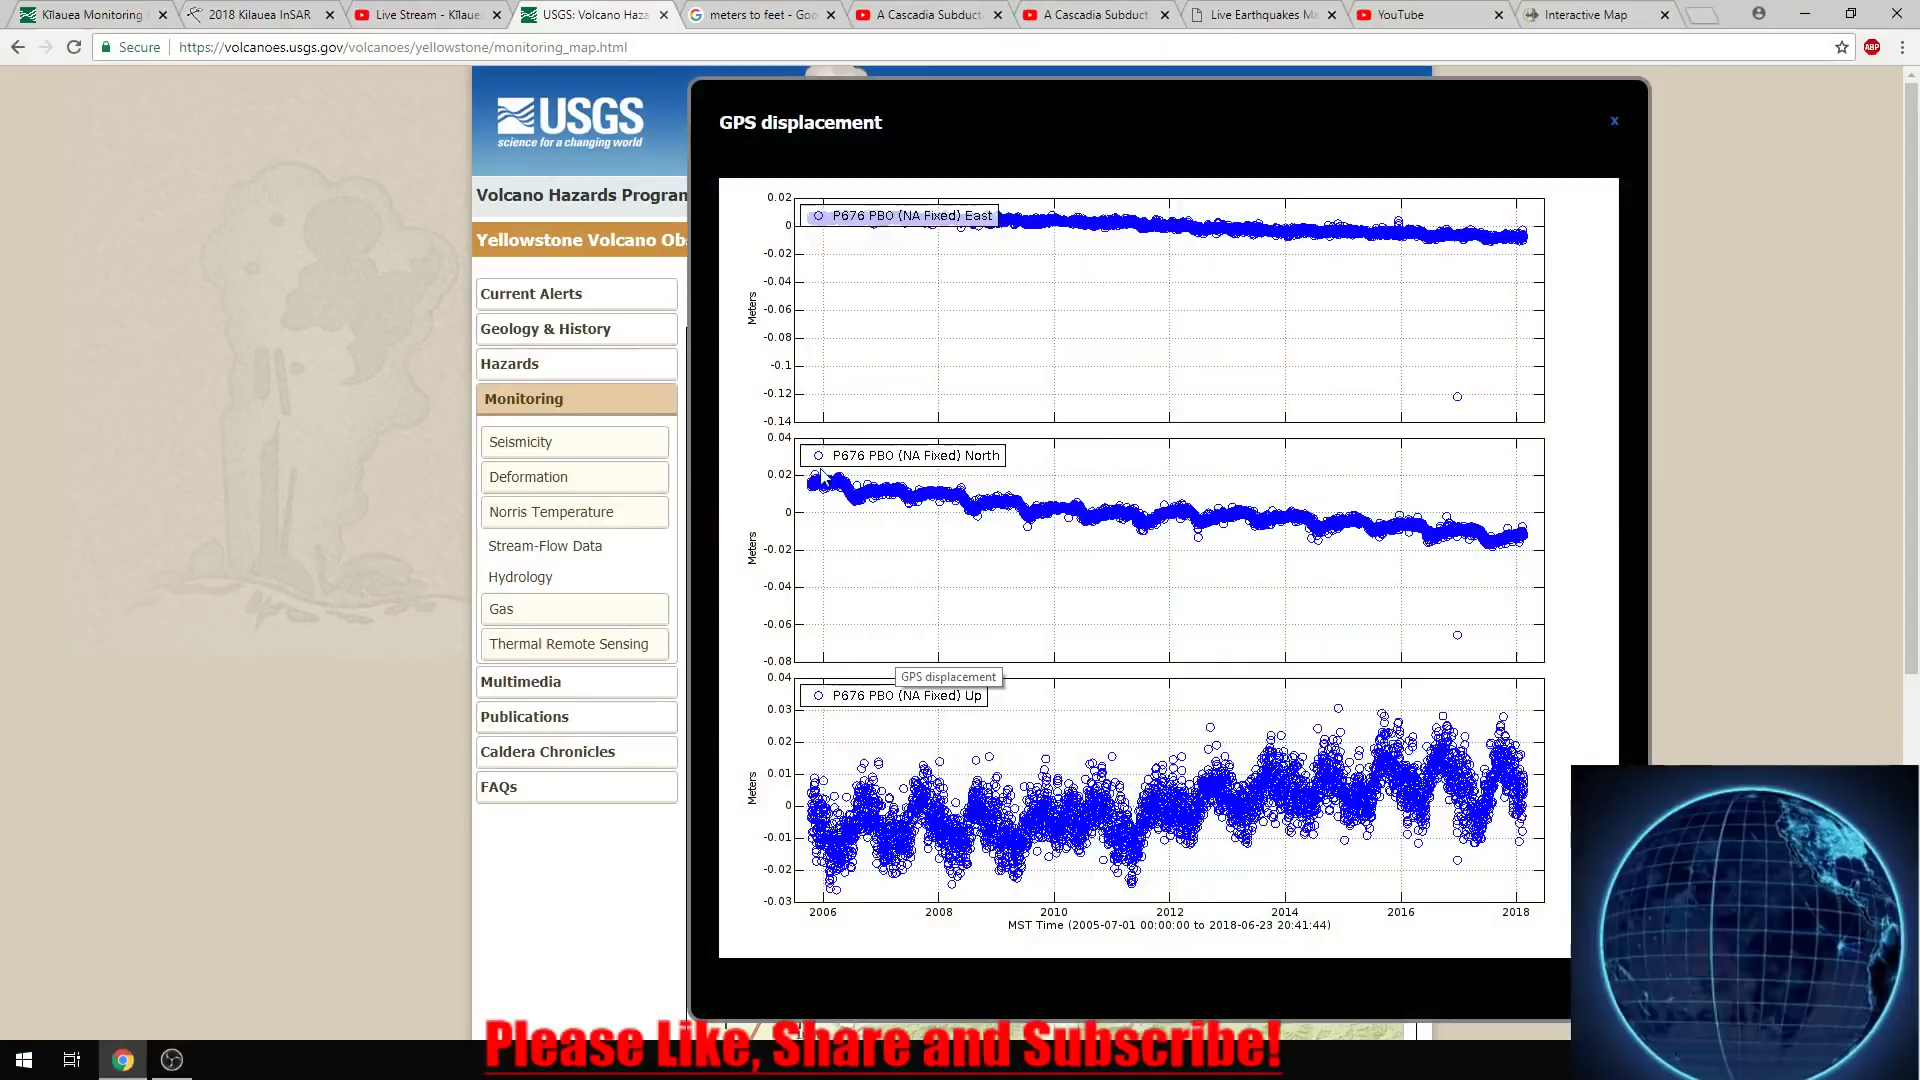 Kīlauea Monitoring
2018 Kilauea InSAR
Live Stream - Kīlaue
USGS: Volcano Haza
meters to feet - Goo
A Cascadia Subduct
A Cascadia Subduct
Live Earthquakes Ma
YouTube
Interactive Map
Secure
https://volcanoes.usgs.gov/volcanoes/yellowstone/monitoring_map.html
ABP
USGS
science for a changing world
Volcano Hazards Program
Yellowstone Volcano Obs
Current Alerts
Geology & History
Hazards
Monitoring
Seismicity
Deformation
Norris Temperature
Stream-Flow Data
Hydrology
Gas
Thermal Remote Sensing
Multimedia
Publications
Caldera Chronicles
FAQs
GPS displacement
x
P676 PBO (NA Fixed) East
0.02
0
-0.02
-0.04
-0.06
-0.08
-0.1
-0.12
-0.14
Meters
P676 PBO (NA Fixed) North
0.04
0.02
0
-0.02
-0.04
-0.06
-0.08
Meters
GPS displacement
P676 PBO (NA Fixed) Up
0.04
0.03
0.02
0.01
0
-0.01
-0.02
-0.03
Meters
2006 2008 2010 2012 2014 2016 2018
MST Time (2005-07-01 00:00:00 to 2018-06-23 20:41:44)
Please Like, Share and Subscribe!